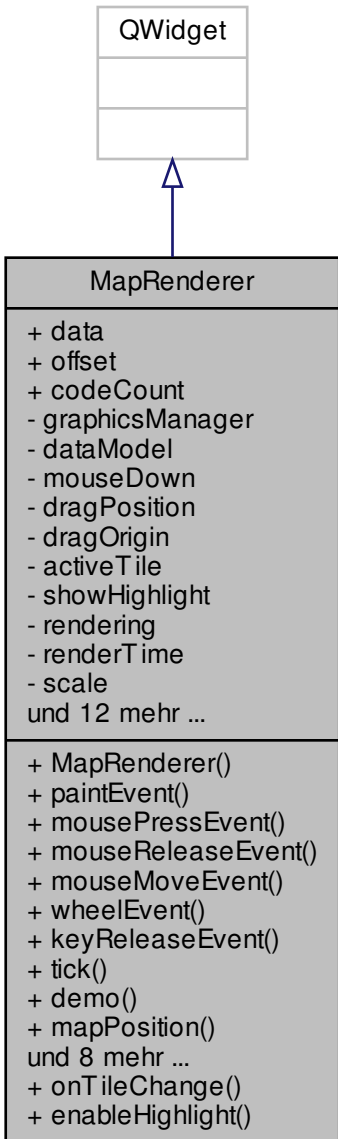 QWidget
MapRenderer
+ data
+ offset
+ codeCount
- graphicsManager
- dataModel
- mouseDown
- dragPosition
- dragOrigin
- activeTile
- showHighlight
- rendering
- renderTime
- scale
und 12 mehr ...
+ MapRenderer()
+ paintEvent()
+ mousePressEvent()
+ mouseReleaseEvent()
+ mouseMoveEvent()
+ wheelEvent()
+ keyReleaseEvent()
+ tick()
+ demo()
+ mapPosition()
und 8 mehr ...
+ onTileChange()
+ enableHighlight()